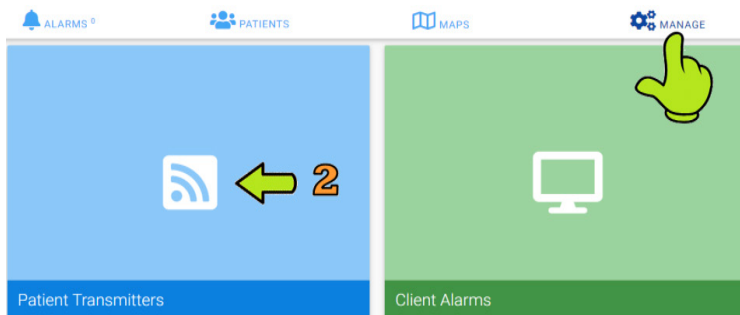 ALARMS 0
PATIENTS
MAPS
MANAGE
2
Patient Transmitters
Client Alarms